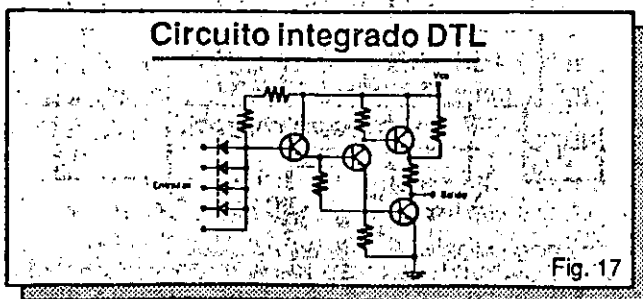 Circuito integrado DTL
Vcc
Entradas
Salida
Fig. 17